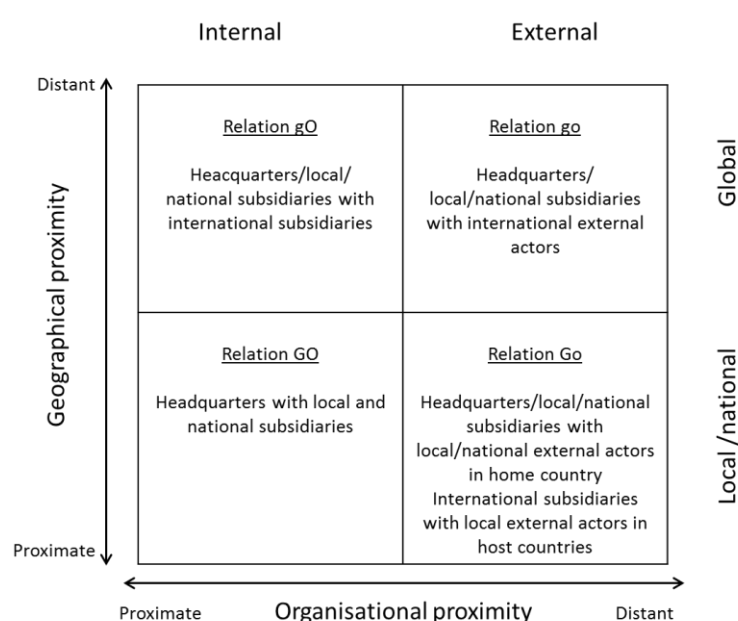 Internal
External
Distant
Relation gO
Heacquarters/local/
national subsidiaries with
international subsidiaries
Relation go
Headquarters/
local/national subsidiaries
with international external
actors
Global
Geographical proximity
Relation GO
Headquarters with local and
national subsidiaries
Relation Go
Headquarters/local/national
subsidiaries with
local/national external actors
in home country
International subsidiaries
with local external actors in
host countries
Local /national
Proximate
Proximate
Organisational proximity
Distant